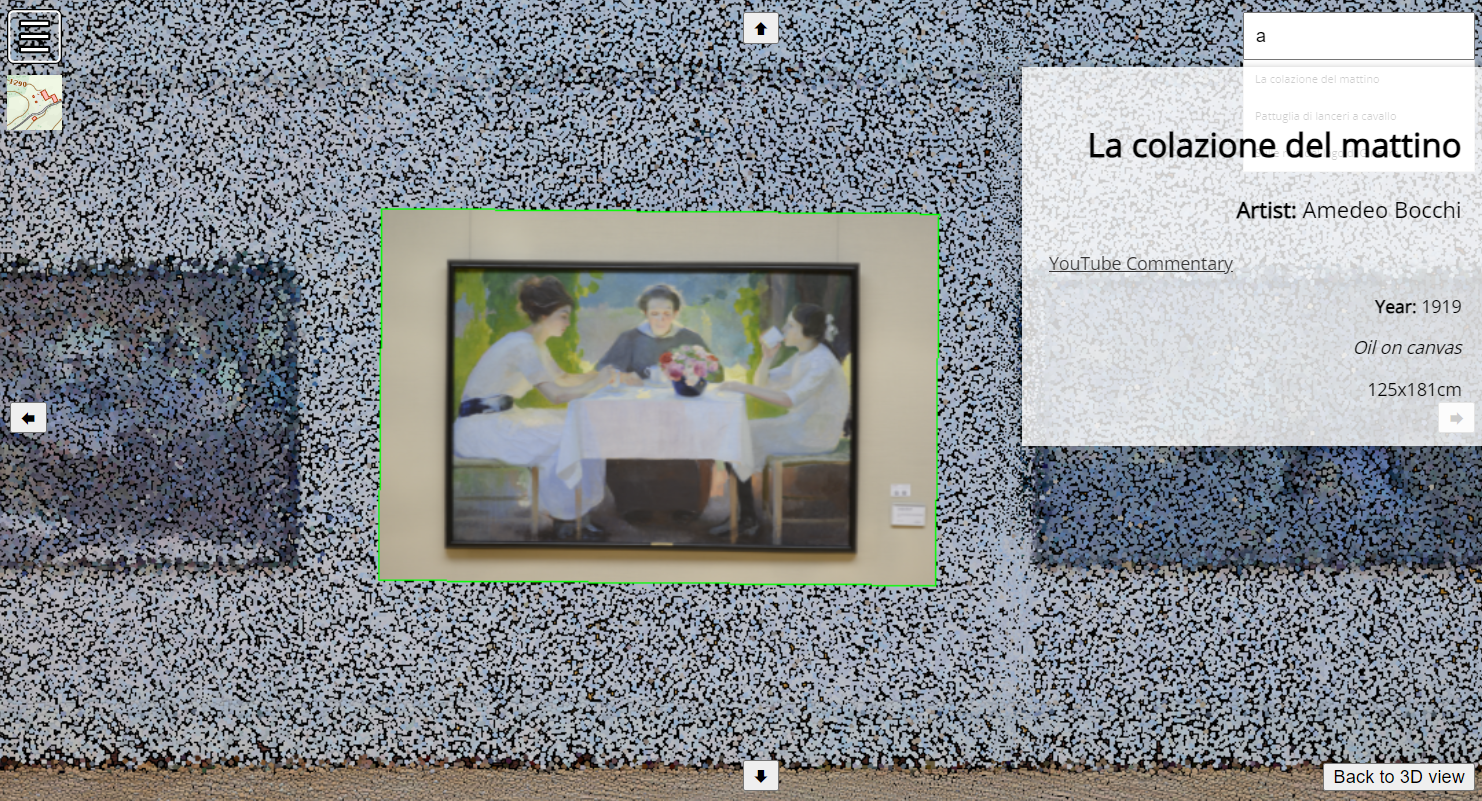 1290
a
La colazione del mattino
Pattuglia di lanceri a cavallo
La colazione del mattino
Artist: Amedeo Bocchi
YouTube Commentary
Year: 1919
Oil on canvas
125x181cm
Back to 3D view